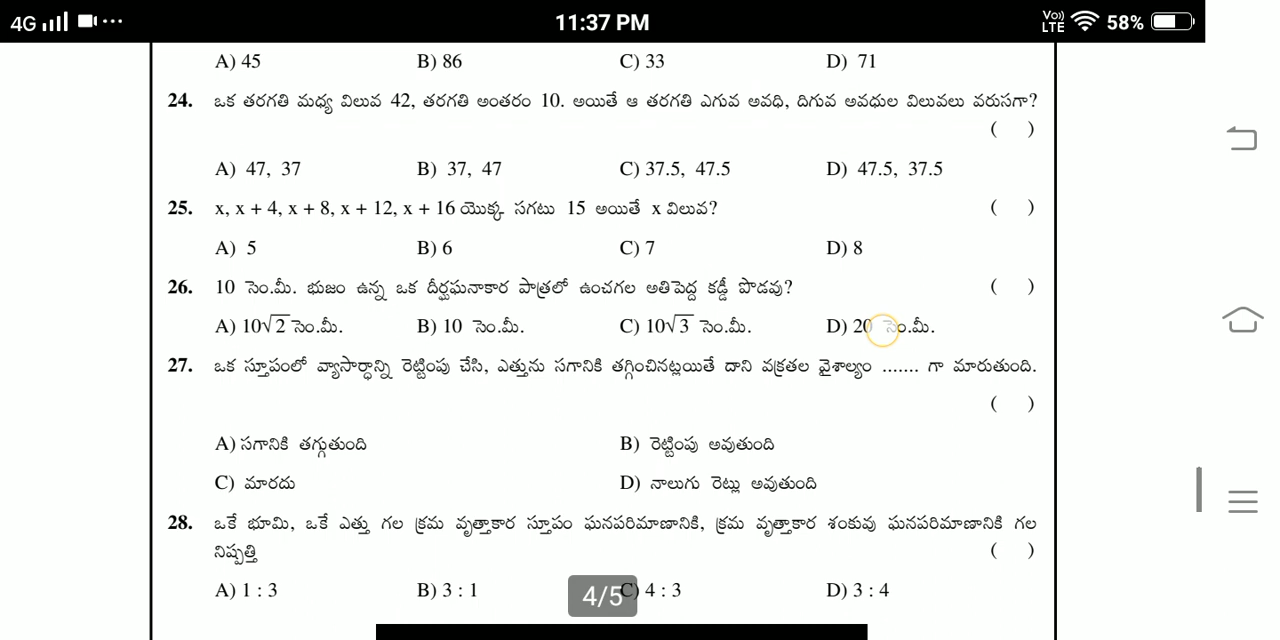 4G 11:37 PM Vo) LTE 58%
A) 45 B) 86 C) 33 D) 71
24. ఒక తరగతి మధ్య విలువ 42, తరగతి అంతరం 10. అయితే ఆ తరగతి ఎగువ అవధి, దిగువ అవధుల విలువలు వరుసగా?
( )
A) 47, 37 B) 37, 47 C) 37.5, 47.5 D) 47.5, 37.5
25. x, x + 4, x + 8, x + 12, x + 16 యొక్క సగటు 15 అయితే x విలువ? ( )
A) 5 B) 6 C) 7 D) 8
26. 10 సెం.మీ. భుజం ఉన్న ఒక దీర్ఘఘనాకార పాత్రలో ఉంచగల అతిపెద్ద కడ్డీ పొడవు? ( )
A) 10√2 సెం.మీ. B) 10 సెం.మీ. C) 10√3 సెం.మీ. D) 20 సెం.మీ.
27. ఒక స్తూపంలో వ్యాసార్ధాన్ని రెట్టింపు చేసి, ఎత్తును సగానికి తగ్గించినట్లయితే దాని వక్రతల వైశాల్యం ....... గా మారుతుంది.
( )
A) సగానికి తగ్గుతుంది B) రెట్టింపు అవుతుంది
C) మారదు D) నాలుగు రెట్లు అవుతుంది
28. ఒకే భూమి, ఒకే ఎత్తు గల క్రమ వృత్తాకార స్తూపం ఘనపరిమాణానికి, క్రమ వృత్తాకార శంకువు ఘనపరిమాణానికి గల
నిష్పత్తి ( )
A) 1 : 3 B) 3 : 1 C) 4 : 3 D) 3 : 4
4/5